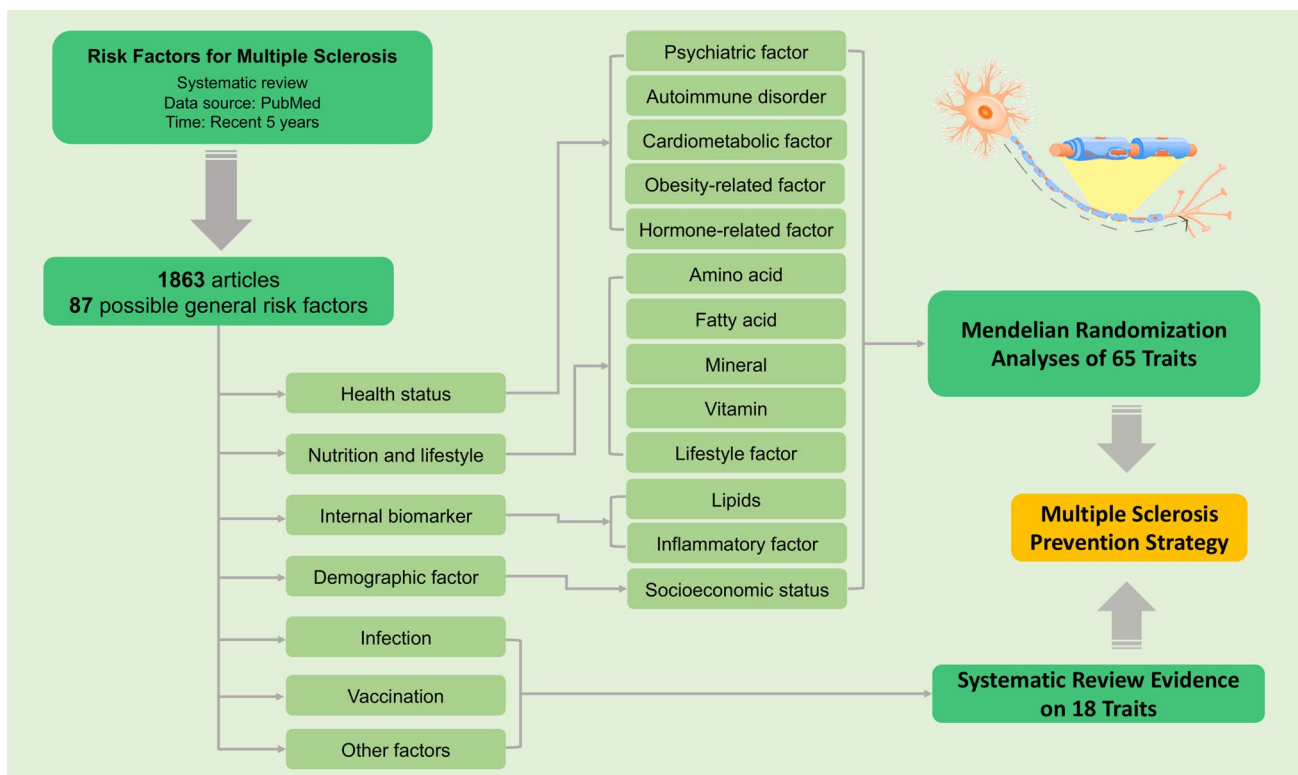 Risk Factors for Multiple Sclerosis
Systematic review
Data source: PubMed
Time: Recent 5 years
1863 articles
87 possible general risk factors
Health status
Nutrition and lifestyle
Internal biomarker
Demographic factor
Infection
Vaccination
Other factors
Psychiatric factor
Autoimmune disorder
Cardiometabolic factor
Obesity-related factor
Hormone-related factor
Amino acid
Fatty acid
Mineral
Vitamin
Lifestyle factor
Lipids
Inflammatory factor
Socioeconomic status
Mendelian Randomization
Analyses of 65 Traits
Multiple Sclerosis
Prevention Strategy
Systematic Review Evidence
on 18 Traits